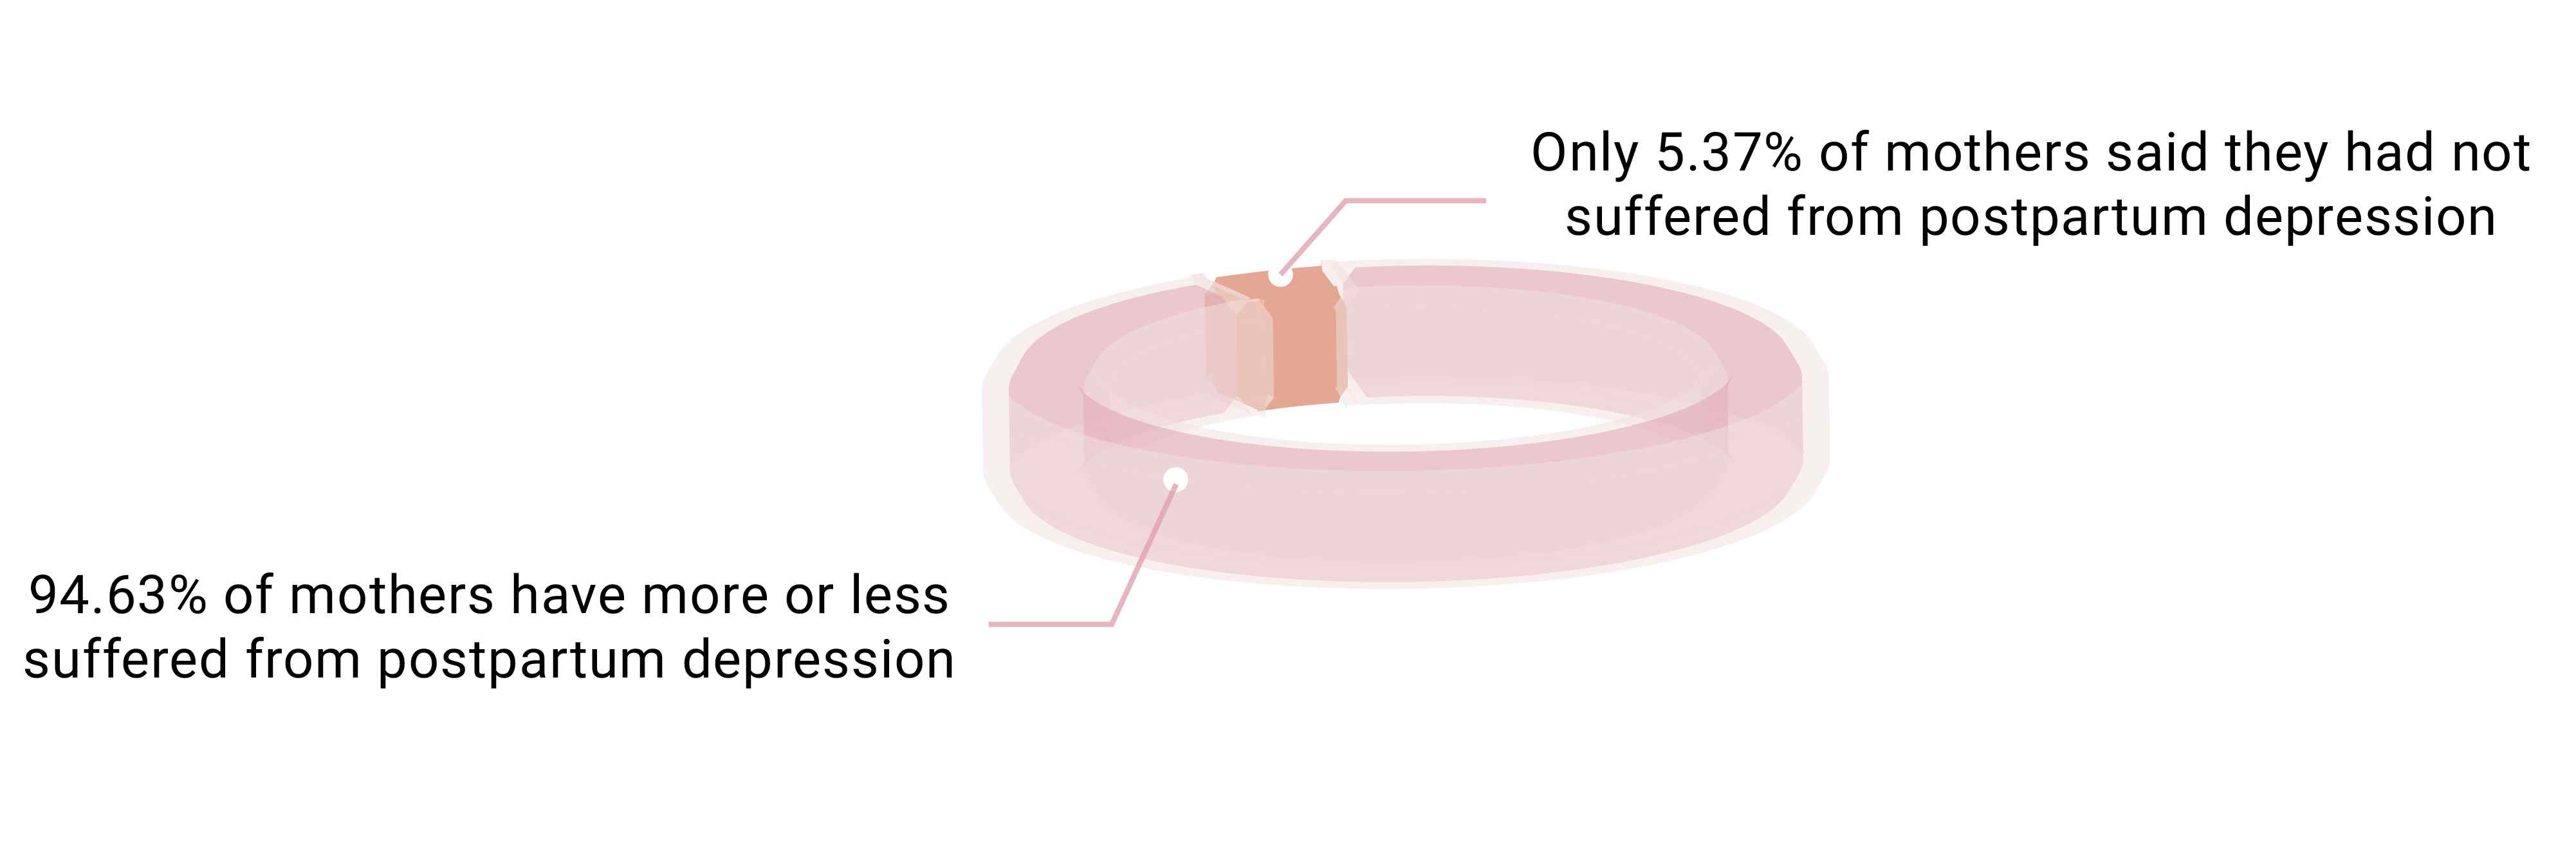 Only 5.37% of mothers said they had not
suffered from postpartum depression
94.63% of mothers have more or less
suffered from postpartum depression